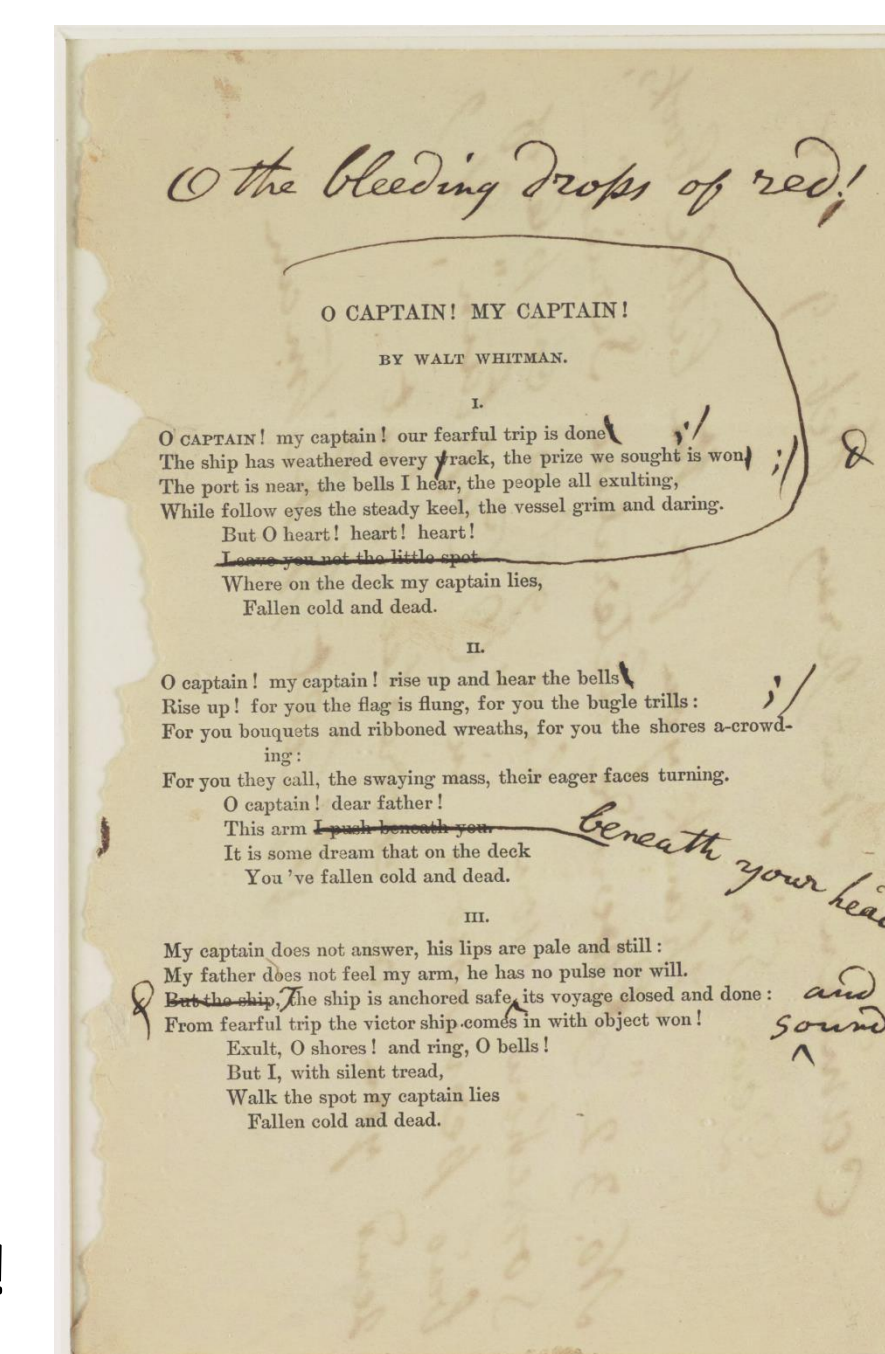 O the bleeding drops of red!
O CAPTAIN! MY CAPTAIN!
BY WALT WHITMAN.
I.
O CAPTAIN! my captain! our fearful trip is done ;/
The ship has weathered every rack, the prize we sought is won ;/
The port is near, the bells I hear, the people all exulting,
While follow eyes the steady keel, the vessel grim and daring.
But O heart! heart! heart!
Leave you not the little spot
Where on the deck my captain lies,
Fallen cold and dead.
II.
O captain! my captain! rise up and hear the bells ;/
Rise up! for you the flag is flung, for you the bugle trills:
For you bouquets and ribboned wreaths, for you the shores a-crowd-
ing:
For you they call, the swaying mass, their eager faces turning.
O captain! dear father!
This arm I push beneath you. beneath your
It is some dream that on the deck
You 've fallen cold and dead.
III.
My captain does not answer, his lips are pale and still:
My father does not feel my arm, he has no pulse nor will.
But the ship, The ship is anchored safe, its voyage closed and done: and
From fearful trip the victor ship comes in with object won! sound
Exult, O shores! and ring, O bells!
But I, with silent tread,
Walk the spot my captain lies
Fallen cold and dead.
!